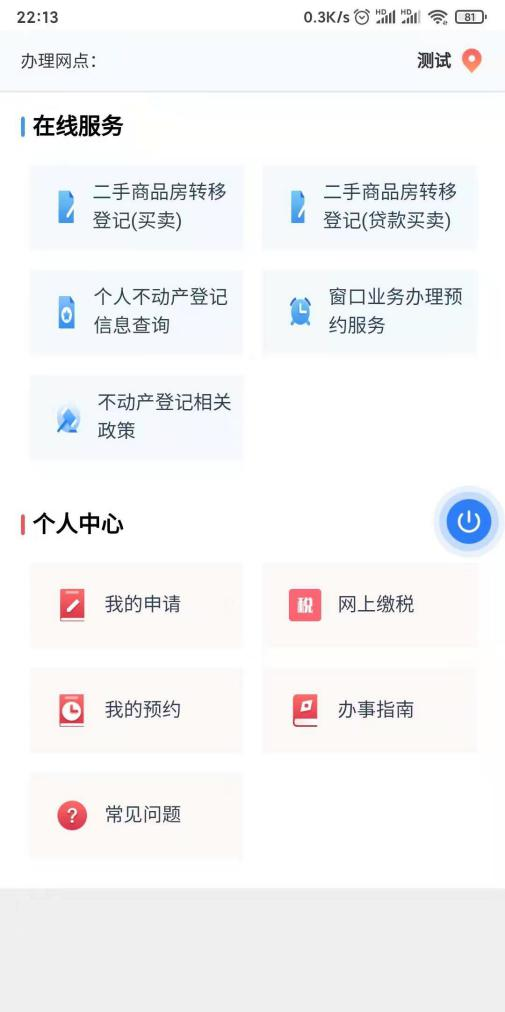 22:13
0.3K/s
HD
HD
81
办理网点：
测试
在线服务
二手商品房转移
登记(买卖)
二手商品房转移
登记(贷款买卖)
个人不动产登记
信息查询
窗口业务办理预
约服务
不动产登记相关
政策
个人中心
我的申请
税
网上缴税
我的预约
办事指南
?
常见问题